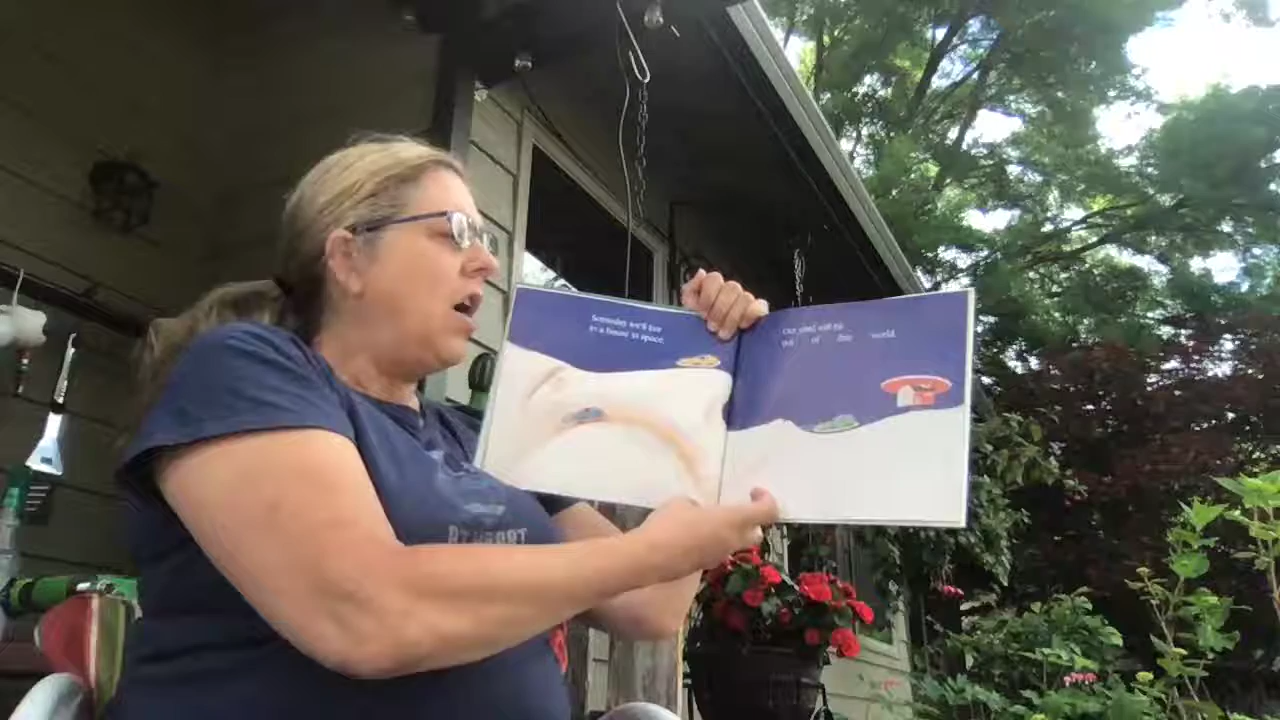 Someday we'll live
in a house in space.
Our yard will be
out of this world.